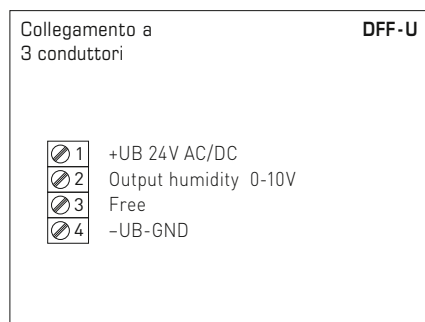 Collegamento a DFF-U
3 conduttori
1 +UB 24V AC/DC
2 Output humidity 0-10V
3 Free
4 –UB-GND